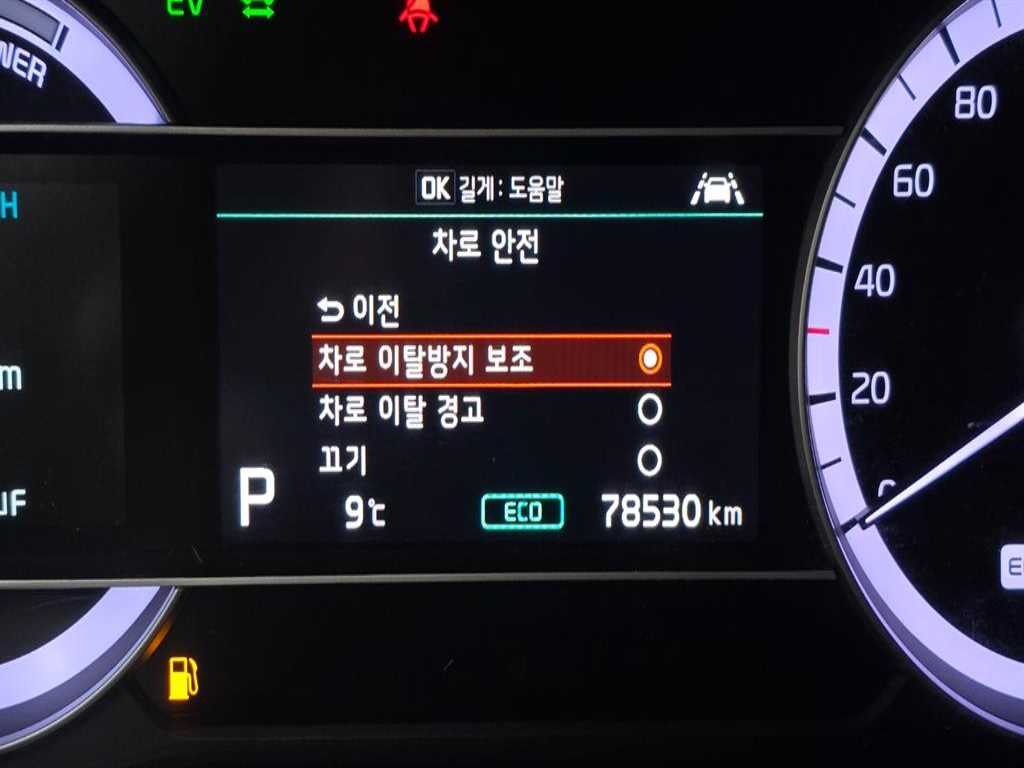 EV
80
60
40
20
0
H
OK 길게 : 도움말
차로 안전
이전
차로 이탈방지 보조
차로 이탈 경고
끄기
P
9℃
ECO
78530 km
m